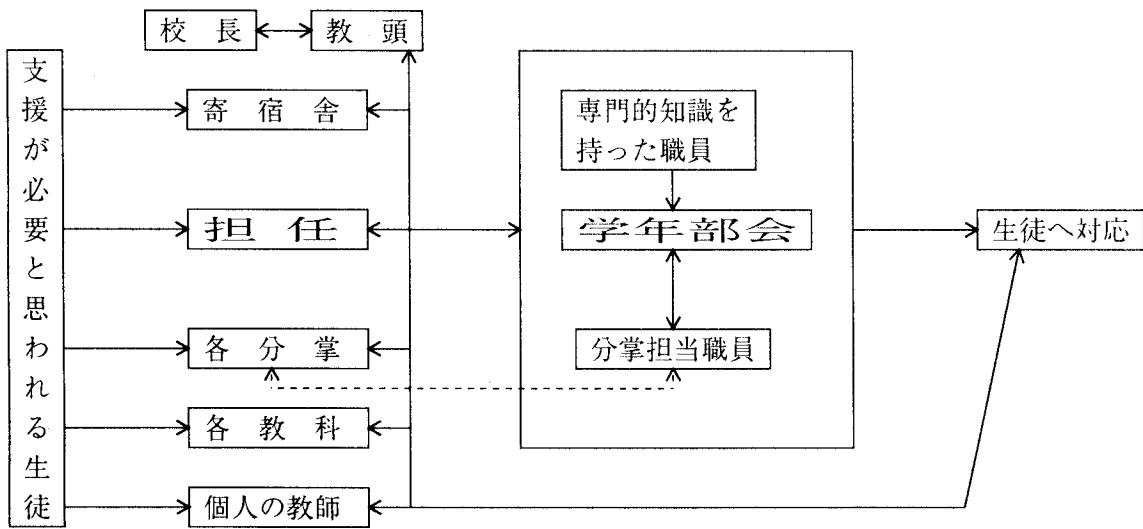 校長
教頭
支援が必要と思われる生徒
寄宿舎
専門的知識を
持った職員
担任
学年部会
生徒へ対応
各分掌
分掌担当職員
各教科
個人の教師